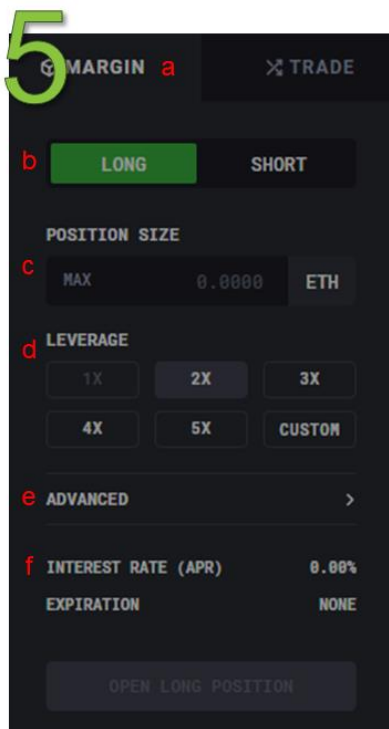 5
MARGIN a TRADE
b LONG SHORT
POSITION SIZE
c MAX 0.0000 ETH
LEVERAGE
d 1X 2X 3X
4X 5X CUSTOM
e ADVANCED >
f INTEREST RATE (APR) 0.00%
EXPIRATION NONE
OPEN LONG POSITION